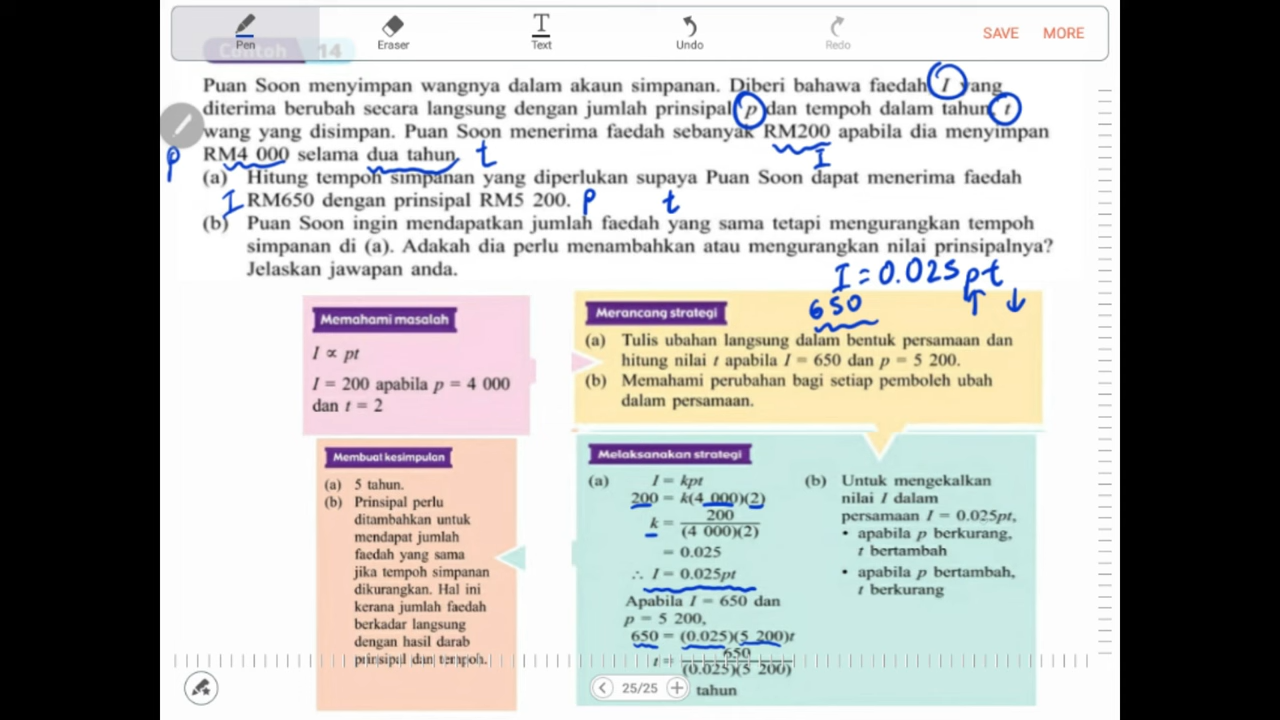 Pen
Eraser
Text
Undo
Redo
SAVE
MORE
Contoh 14
Puan Soon menyimpan wangnya dalam akaun simpanan. Diberi bahawa faedah I yang
diterima berubah secara langsung dengan jumlah prinsipal p dan tempoh dalam tahun t
wang yang disimpan. Puan Soon menerima faedah sebanyak RM200 apabila dia menyimpan
I
p RM4 000 selama dua tahun. t
(a) Hitung tempoh simpanan yang diperlukan supaya Puan Soon dapat menerima faedah
I RM650 dengan prinsipal RM5 200. p t
(b) Puan Soon ingin mendapatkan jumlah faedah yang sama tetapi mengurangkan tempoh
simpanan di (a). Adakah dia perlu menambahkan atau mengurangkan nilai prinsipalnya?
Jelaskan jawapan anda.
I = 0.025 pt
650 ↑ ↓
Memahami masalah
I ∝ pt
I = 200 apabila p = 4 000
dan t = 2
Merancang strategi
(a) Tulis ubahan langsung dalam bentuk persamaan dan
hitung nilai t apabila I = 650 dan p = 5 200.
(b) Memahami perubahan bagi setiap pemboleh ubah
dalam persamaan.
Membuat kesimpulan
(a) 5 tahun.
(b) Prinsipal perlu
ditambahkan untuk
mendapat jumlah
faedah yang sama
jika tempoh simpanan
dikurangkan. Hal ini
kerana jumlah faedah
berkadar langsung
dengan hasil darab
prinsipal dan tempoh.
Melaksanakan strategi
(a) I = kpt
200 = k(4 000)(2)
k = 200
(4 000)(2)
= 0.025
∴ I = 0.025pt
Apabila I = 650 dan
p = 5 200,
650 = (0.025)(5 200)t
t = 650
(0.025)(5 200)
tahun
(b) Untuk mengekalkan
nilai I dalam
persamaan I = 0.025pt,
• apabila p berkurang,
t bertambah
• apabila p bertambah,
t berkurang
25/25